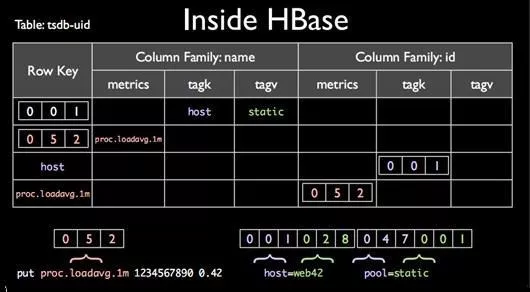 Inside HBase
Table: tsdb-uid
Row Key Column Family: name Column Family: id
metrics tagk tagv metrics tagk tagv
0 0 1 host static
0 5 2 proc.loadavg.1m
host 0 0 1
proc.loadavg.1m 0 5 2
0 5 2 0 0 1 0 2 8 0 4 7 0 0 1
put proc.loadavg.1m 1234567890 0.42 host=web42 pool=static